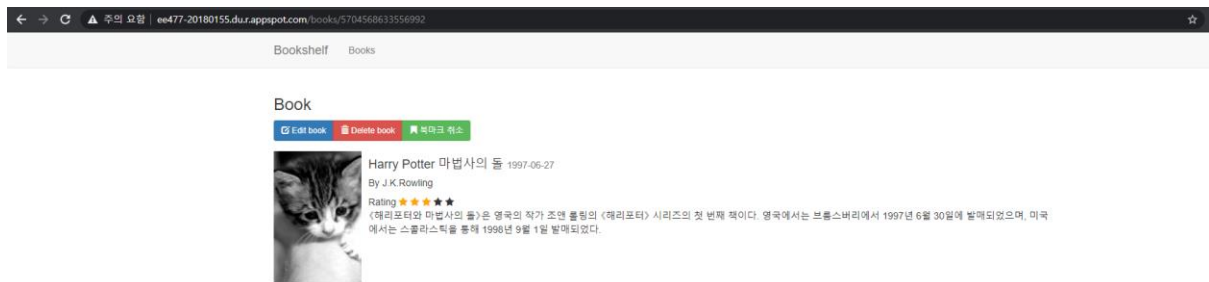 주의 요함 | ee477-20180155.du.r.appspot.com/books/5704568633556992
Bookshelf Books
Book
Edit book Delete book 북마크 취소
Harry Potter 마법사의 돌 1997-06-27
By J.K.Rowling
Rating
《해리포터와 마법사의 돌》은 영국의 작가 조앤 롤링의 《해리포터》 시리즈의 첫 번째 책이다. 영국에서는 브룸스버리에서 1997년 6월 30일에 발매되었으며, 미국
에서는 스콜라스틱을 통해 1998년 9월 1일 발매되었다.